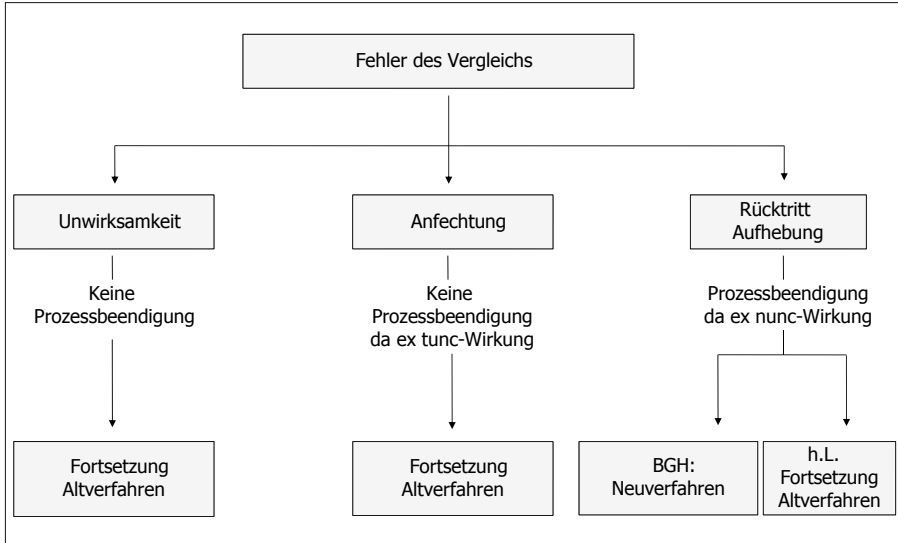 Fehler des Vergleichs
Unwirksamkeit
Anfechtung
Rücktritt
Aufhebung
Keine
Prozessbeendigung
Keine
Prozessbeendigung
da ex tunc-Wirkung
Prozessbeendigung
da ex nunc-Wirkung
Fortsetzung
Altverfahren
Fortsetzung
Altverfahren
BGH:
Neuverfahren
h.L.
Fortsetzung
Altverfahren